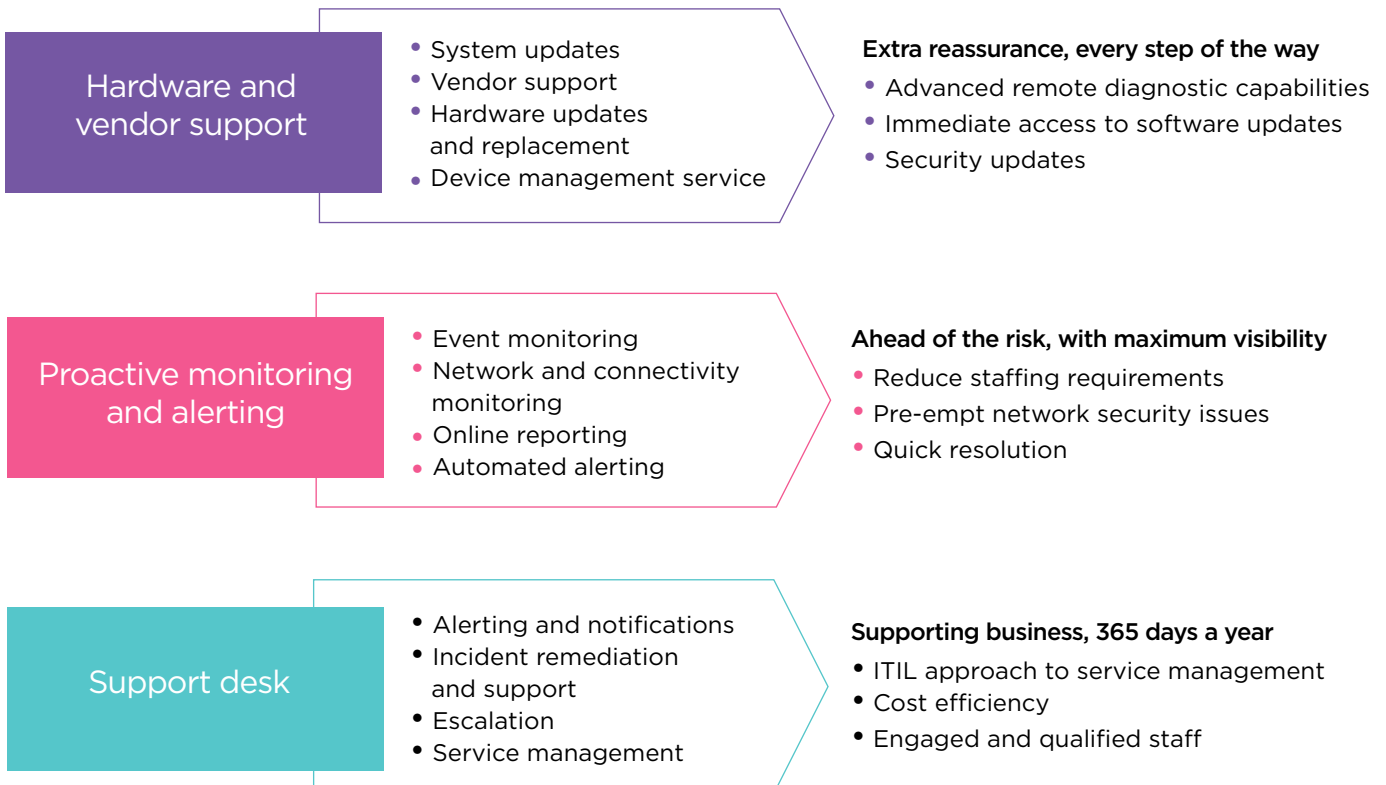 Hardware and
vendor support
• System updates
• Vendor support
• Hardware updates
and replacement
• Device management service
Extra reassurance, every step of the way
• Advanced remote diagnostic capabilities
• Immediate access to software updates
• Security updates
Proactive monitoring
and alerting
• Event monitoring
• Network and connectivity
monitoring
• Online reporting
• Automated alerting
Ahead of the risk, with maximum visibility
• Reduce staffing requirements
• Pre-empt network security issues
• Quick resolution
Support desk
• Alerting and notifications
• Incident remediation
and support
• Escalation
• Service management
Supporting business, 365 days a year
• ITIL approach to service management
• Cost efficiency
• Engaged and qualified staff